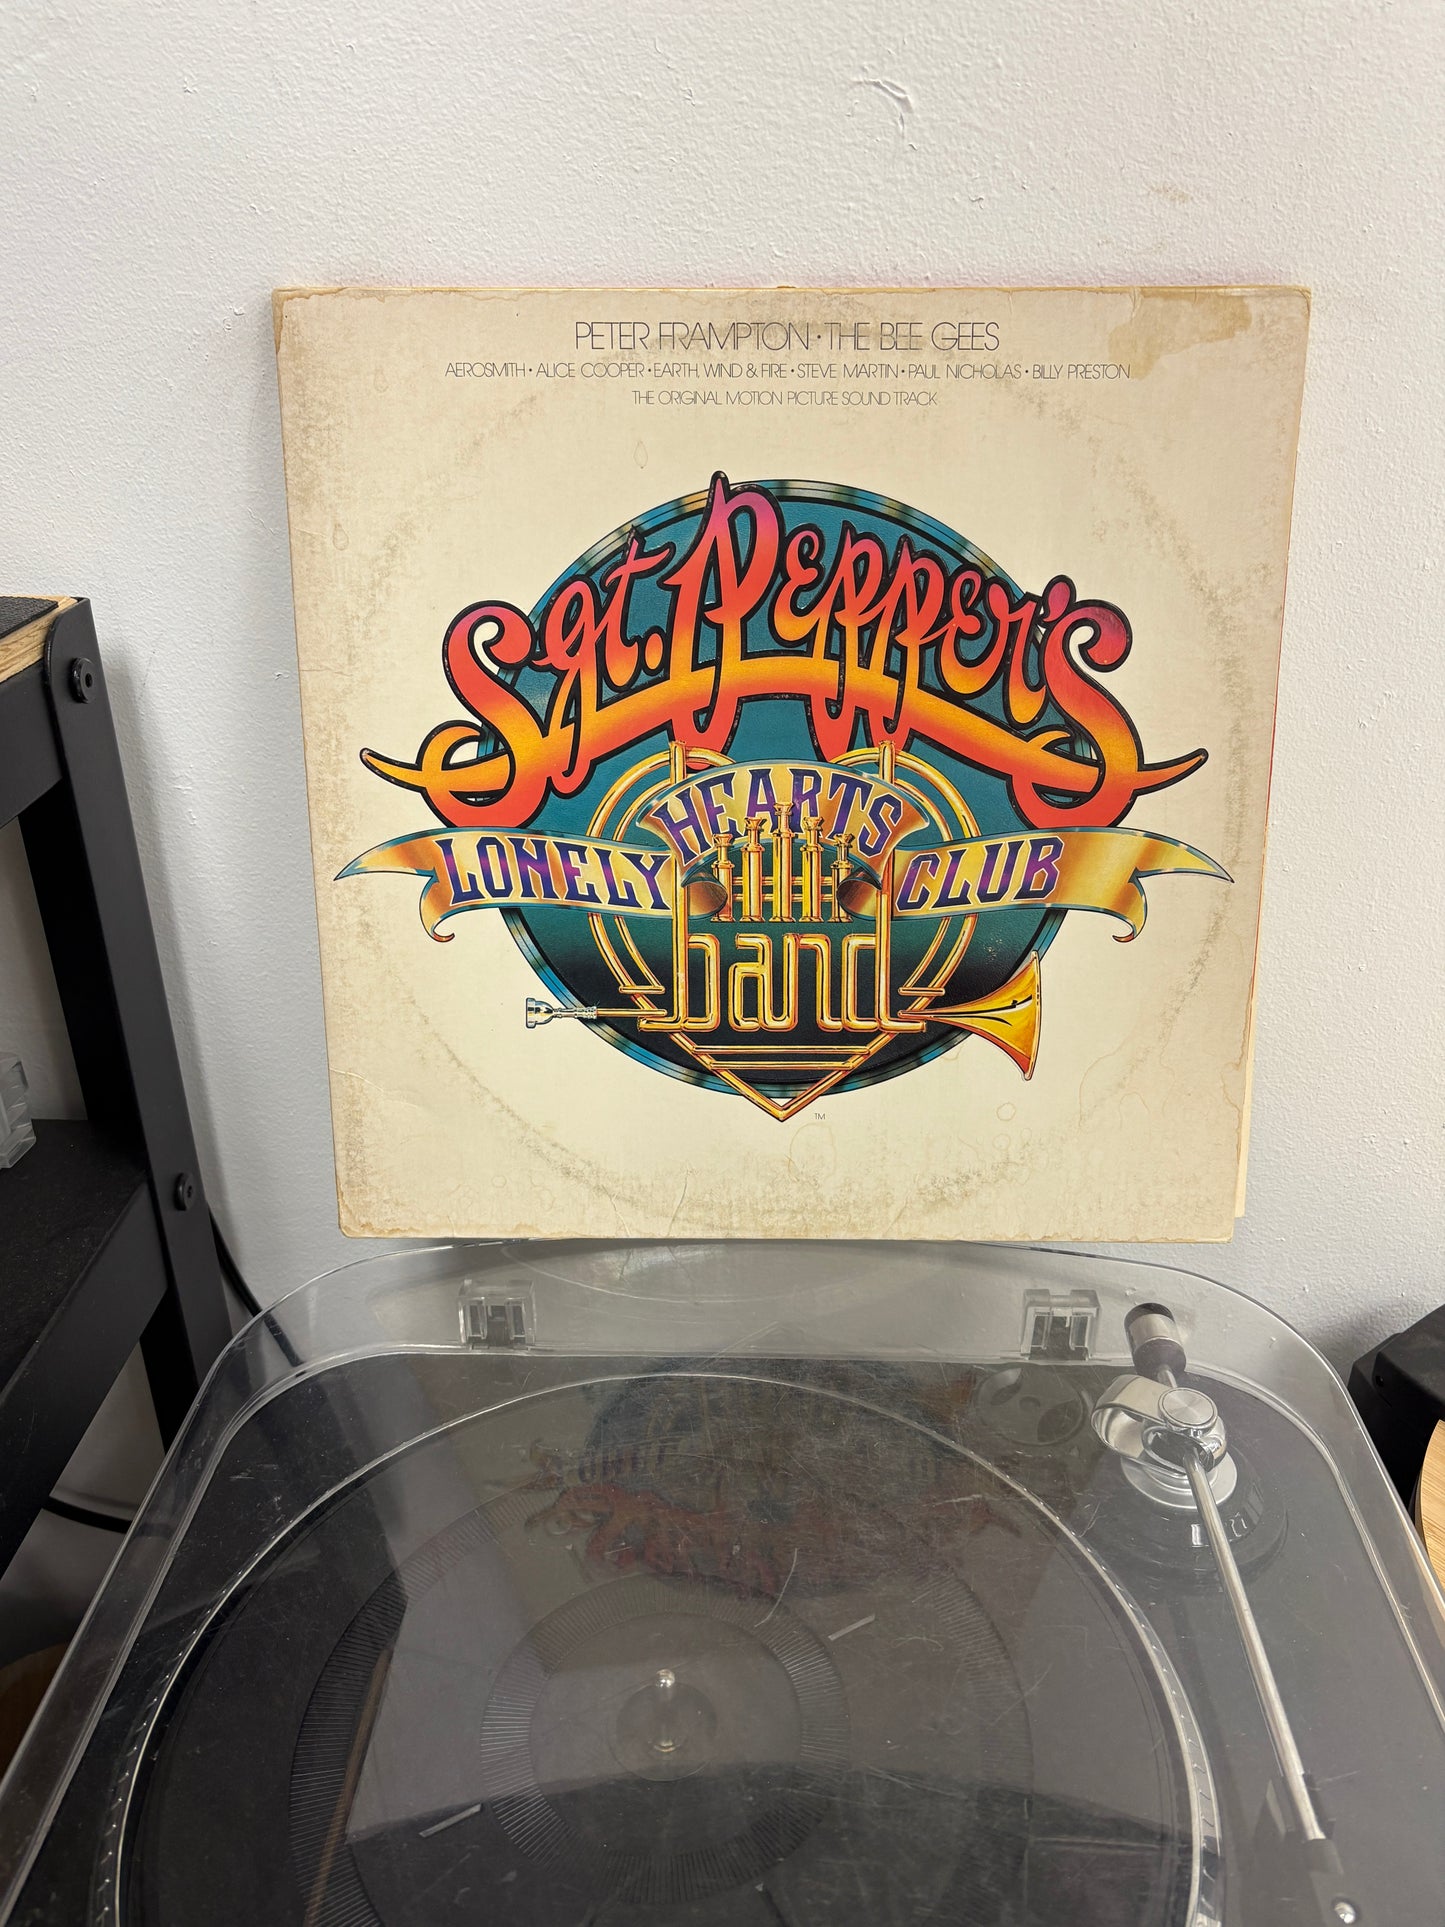 PETER FRAMPTON • THE BEE GEES
AEROSMITH • ALICE COOPER • EARTH, WIND & FIRE • STEVE MARTIN • PAUL NICHOLAS • BILLY PRESTON
THE ORIGINAL MOTION PICTURE SOUND TRACK
Sgt. Pepper's
LONELY HEARTS CLUB
band
TM